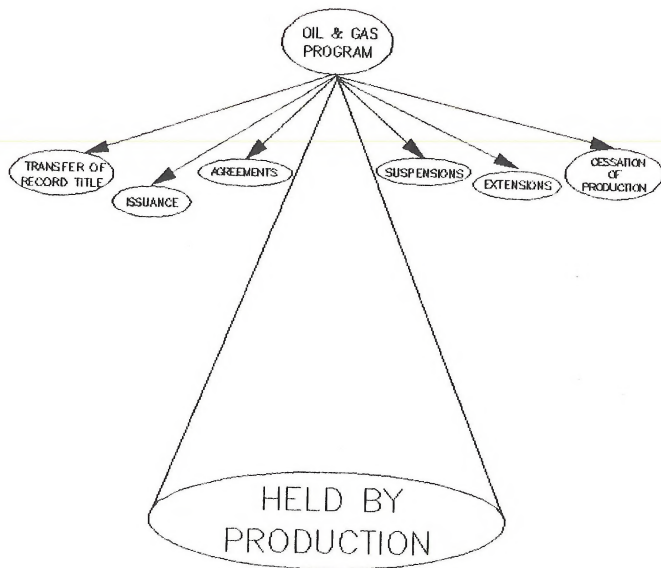 OIL & GAS
PROGRAM
TRANSFER OF
RECORD TITLE
ISSUANCE
AGREEMENTS
SUSPENSIONS
EXTENSIONS
CESSATION
OF
PRODUCTION
HELD BY
PRODUCTION